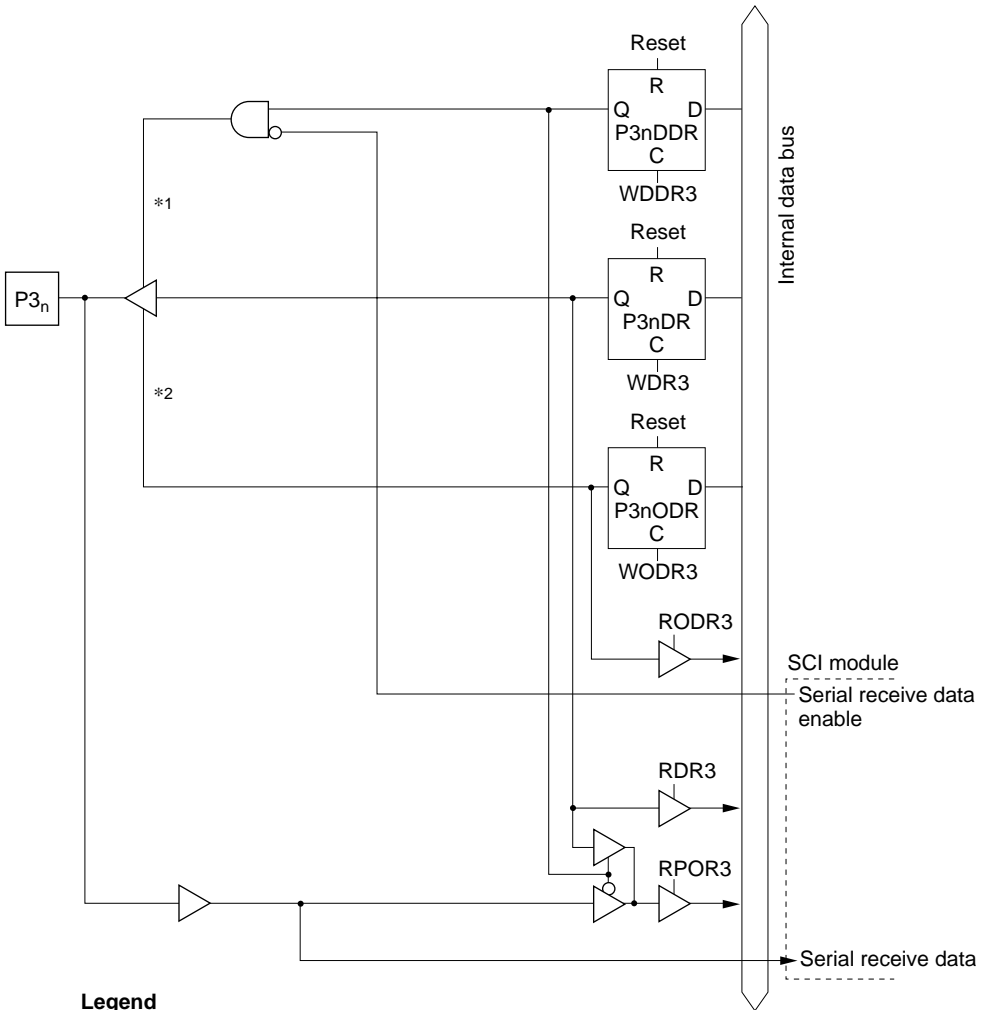 Reset
R
Q D
P3nDDR
C
WDDR3
Internal data bus
*1
Reset
R
P3n
Q D
P3nDR
C
WDR3
*2
Reset
R
Q D
P3nODR
C
WODR3
RODR3
SCI module
Serial receive data
enable
RDR3
RPOR3
Serial receive data
Legend